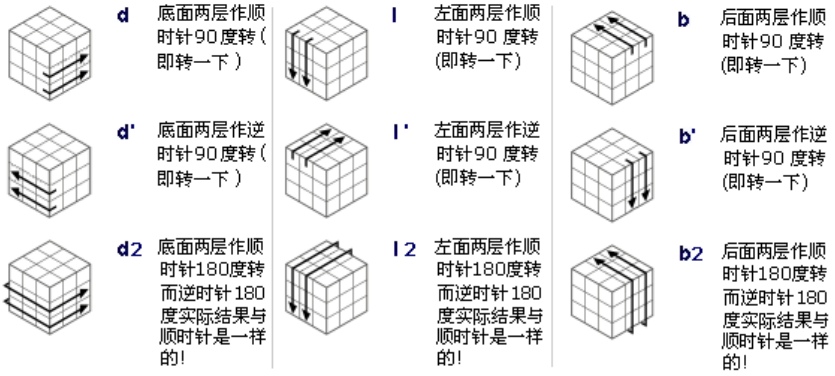 d
底面两层作顺
时针90度转（
即转一下）
l
左面两层作顺
时针90度转
(即转一下)
b
后面两层作顺
时针90 度转
(即转一下)
d'
底面两层作逆
时针90度转（
即转一下）
l'
左面两层作逆
时针90 度转
(即转一下)
b'
后面两层作逆
时针90 度转
(即转一下)
d2
底面两层作顺
时针180度转
而逆时针180
度实际结果与
顺时针是一样
的!
l2
左面两层作顺
时针180度转
而逆时针180
度实际结果与
顺时针是一样
的!
b2
后面两层作顺
时针180度转
而逆时针180
度实际结果与
顺时针是一样
的!